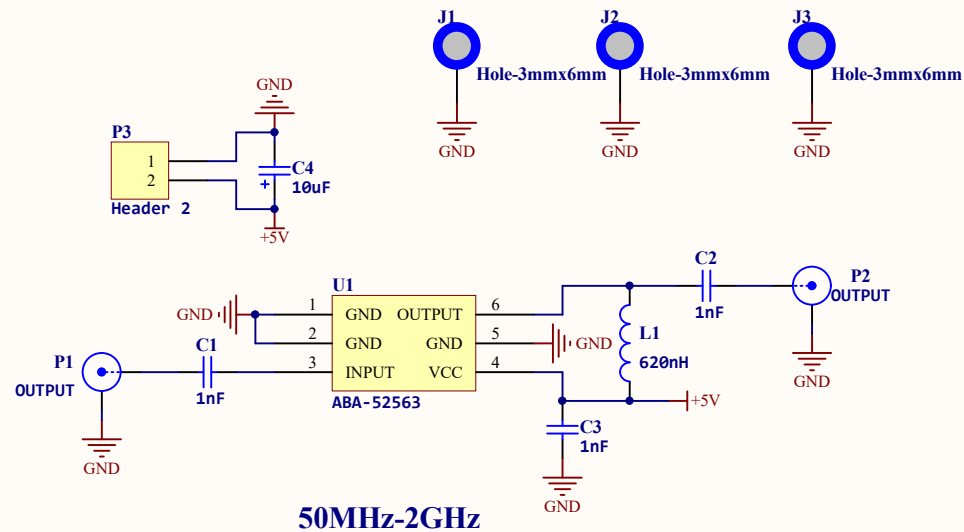 J1
J2
J3
Hole-3mmx6mm
Hole-3mmx6mm
Hole-3mmx6mm
GND
GND
GND
GND
P3
1
2
Header 2
C4
10uF
+5V
U1
1
GND
OUTPUT
6
2
GND
GND
5
3
INPUT
VCC
4
ABA-52563
GND
GND
P1
OUTPUT
GND
C1
1nF
C2
1nF
P2
OUTPUT
GND
L1
620nH
+5V
C3
1nF
GND
50MHz-2GHz